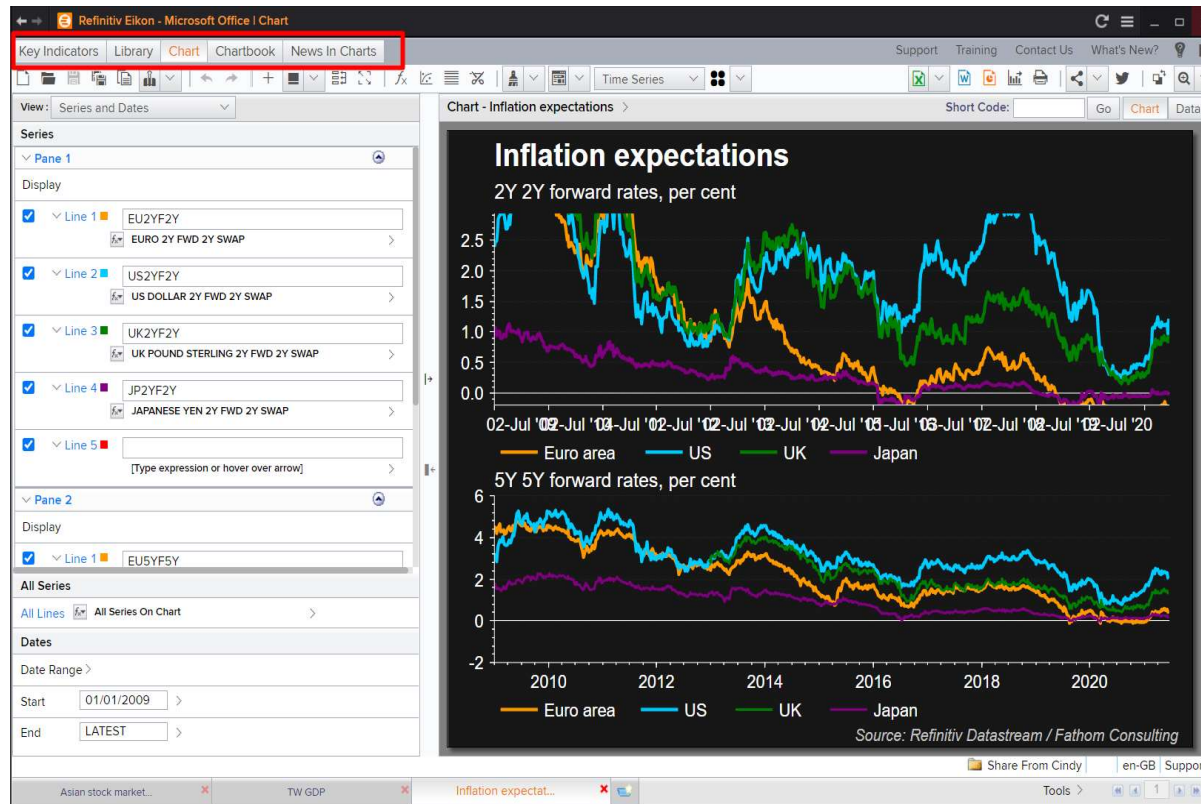 Refinitiv Eikon - Microsoft Office | Chart
Key Indicators Library Chart Chartbook News In Charts
Support Training Contact Us What's New?
Time Series
View : Series and Dates
Chart - Inflation expectations
Short Code: Go Chart Data
Series
Pane 1
Display
Line 1 EU2YF2Y
EURO 2Y FWD 2Y SWAP
Line 2 US2YF2Y
US DOLLAR 2Y FWD 2Y SWAP
Line 3 UK2YF2Y
UK POUND STERLING 2Y FWD 2Y SWAP
Line 4 JP2YF2Y
JAPANESE YEN 2Y FWD 2Y SWAP
Line 5
[Type expression or hover over arrow]
Pane 2
Display
Line 1 EU5YF5Y
All Series
All Lines All Series On Chart
Dates
Date Range
Start 01/01/2009
End LATEST
Inflation expectations
2Y 2Y forward rates, per cent
2.5
2.0
1.5
1.0
0.5
0.0
Euro area US UK Japan
5Y 5Y forward rates, per cent
6
4
2
0
-2
2010 2012 2014 2016 2018 2020
Euro area US UK Japan
Source: Refinitiv Datastream / Fathom Consulting
Share From Cindy en-GB Suppor
Asian stock market... TW GDP Inflation expectat... Tools 1